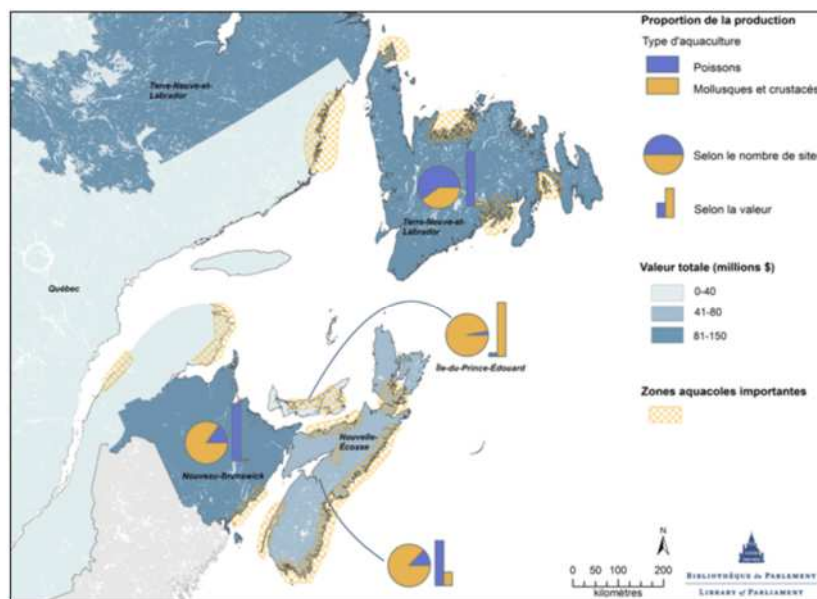 Proportion de la production
Type d'aquaculture
Poissons
Mollusques et crustacés
Selon le nombre de site
Selon la valeur
Valeur totale (millions $)
0-40
41-80
81-150
Zones aquacoles importantes
Terre-Neuve-et-
Labrador
Terre-Neuve-et-
Labrador
Québec
Île-du-Prince-Édouard
Nouvelle-
Écosse
Nouveau-Brunswick
N
0 50 100 200
kilomètres
BIBLIOTHÈQUE du PARLEMENT
LIBRARY of PARLIAMENT